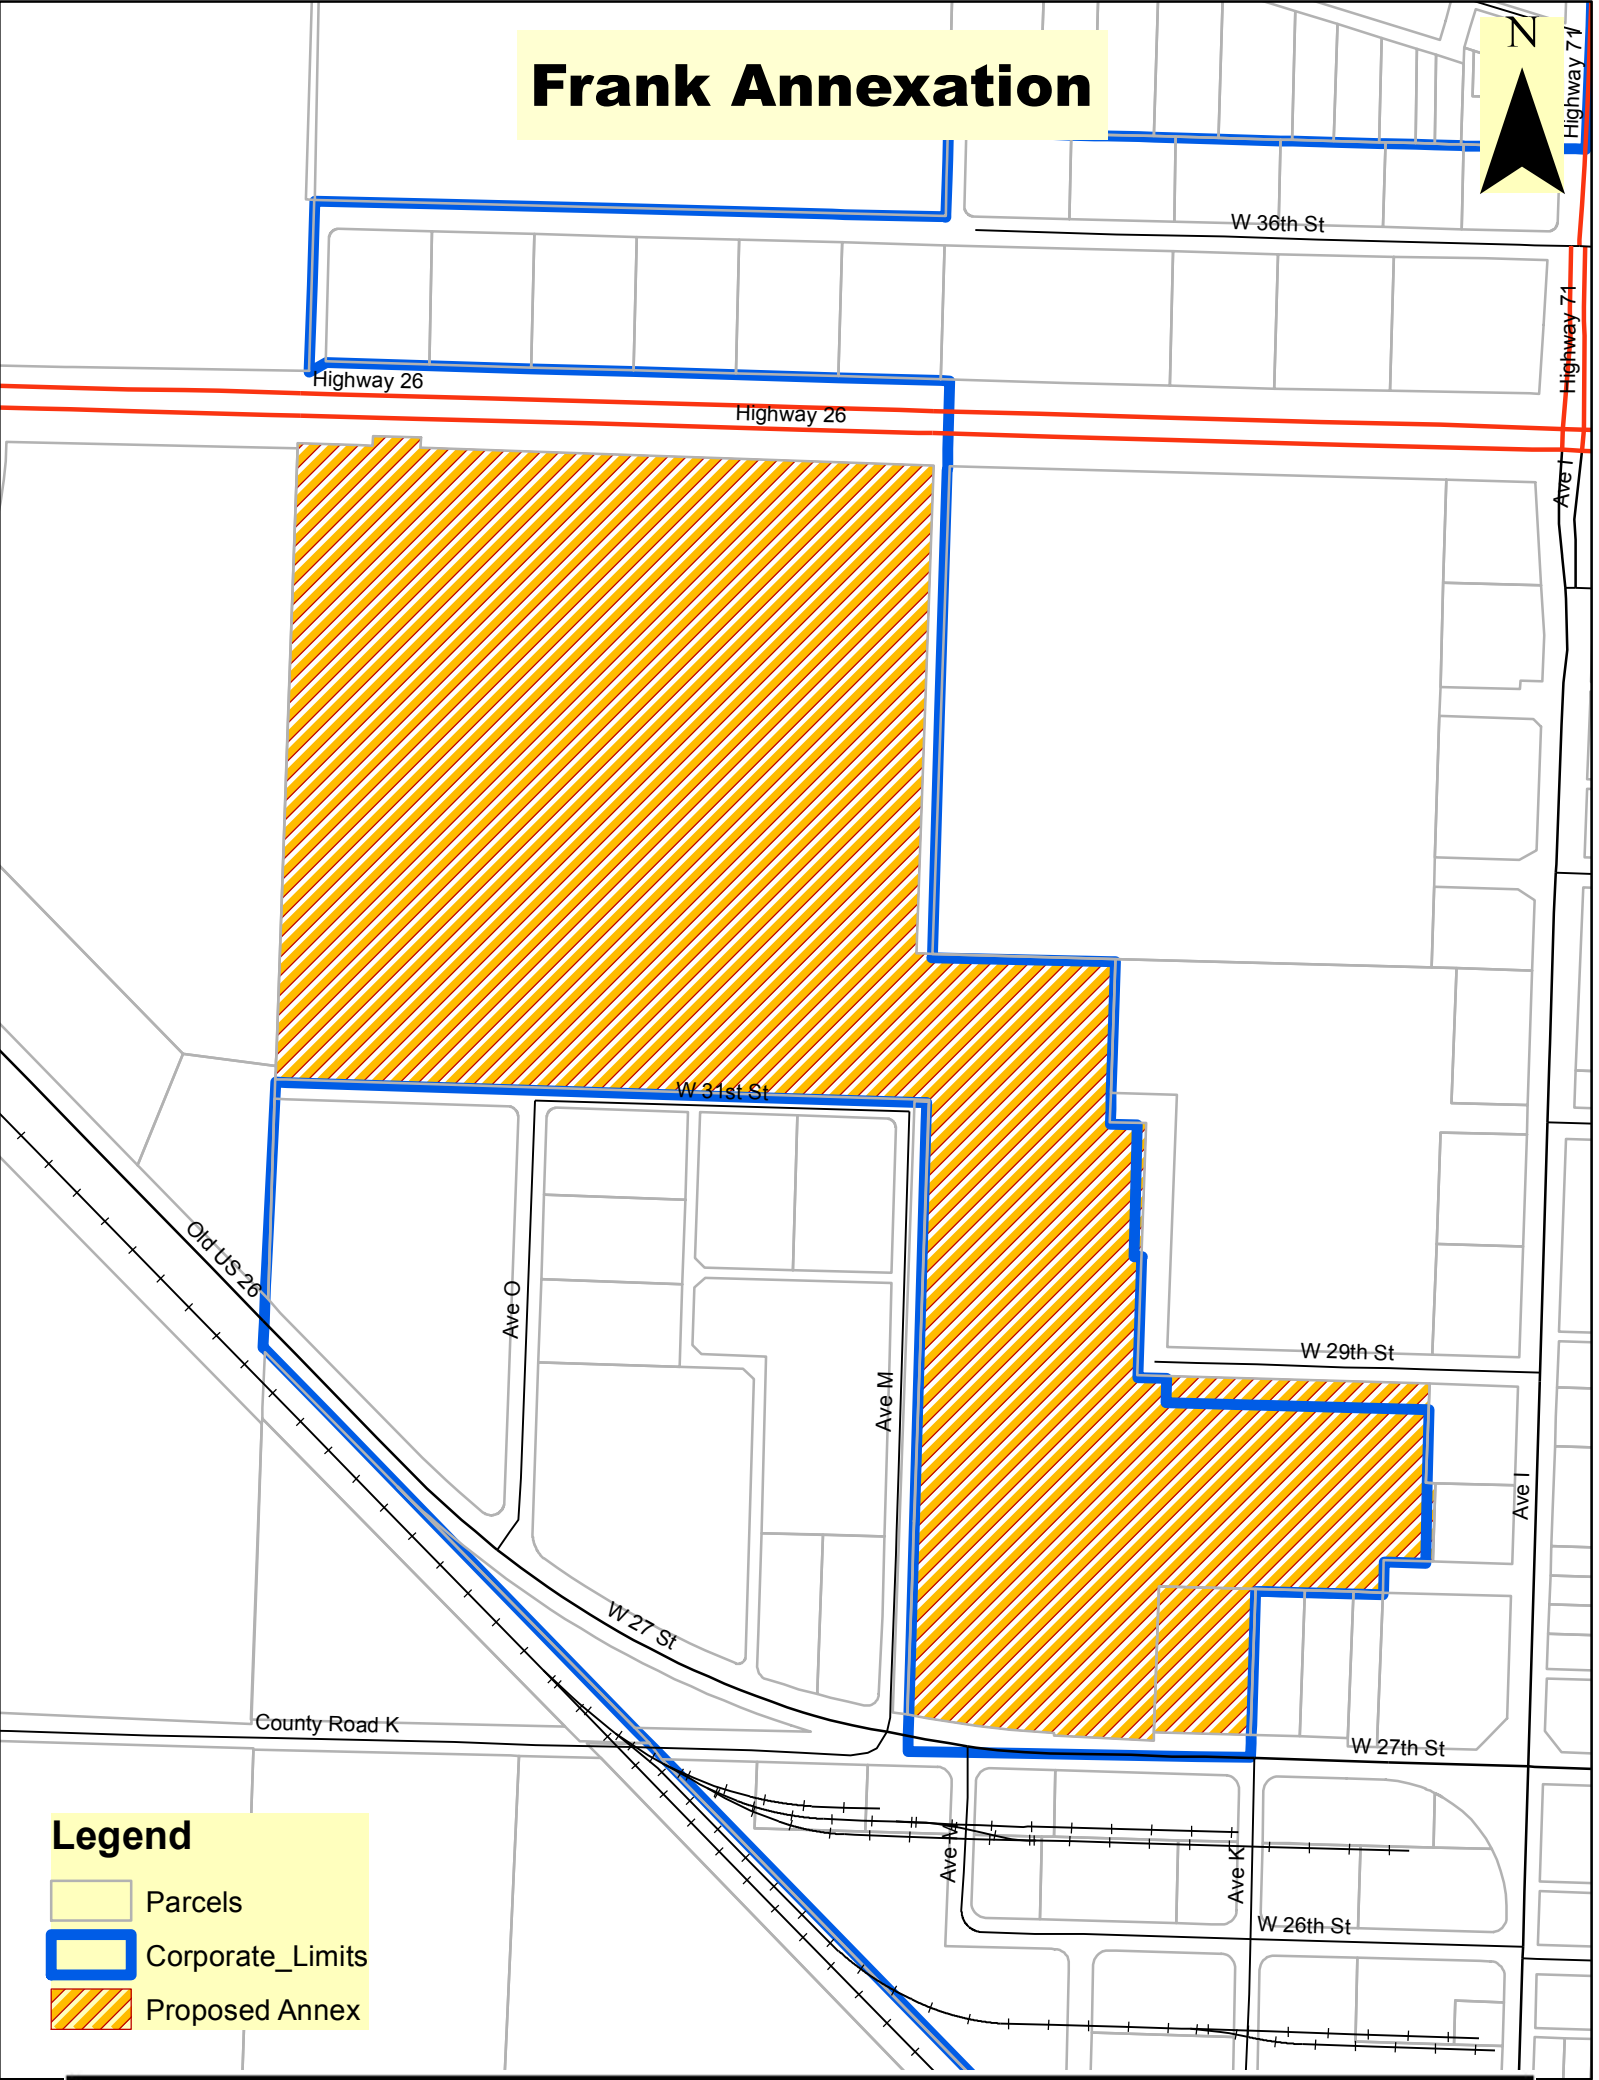 Frank Annexation
N
Highway 71
W 36th St
Highway 71
Highway 26
Highway 26
Ave I
W 31st St
Old US 26
Ave O
W 29th St
Ave M
Ave I
W 27 St
County Road K
W 27th St
Legend
Ave M
Ave K
Parcels
W 26th St
Corporate_Limits
Proposed Annex